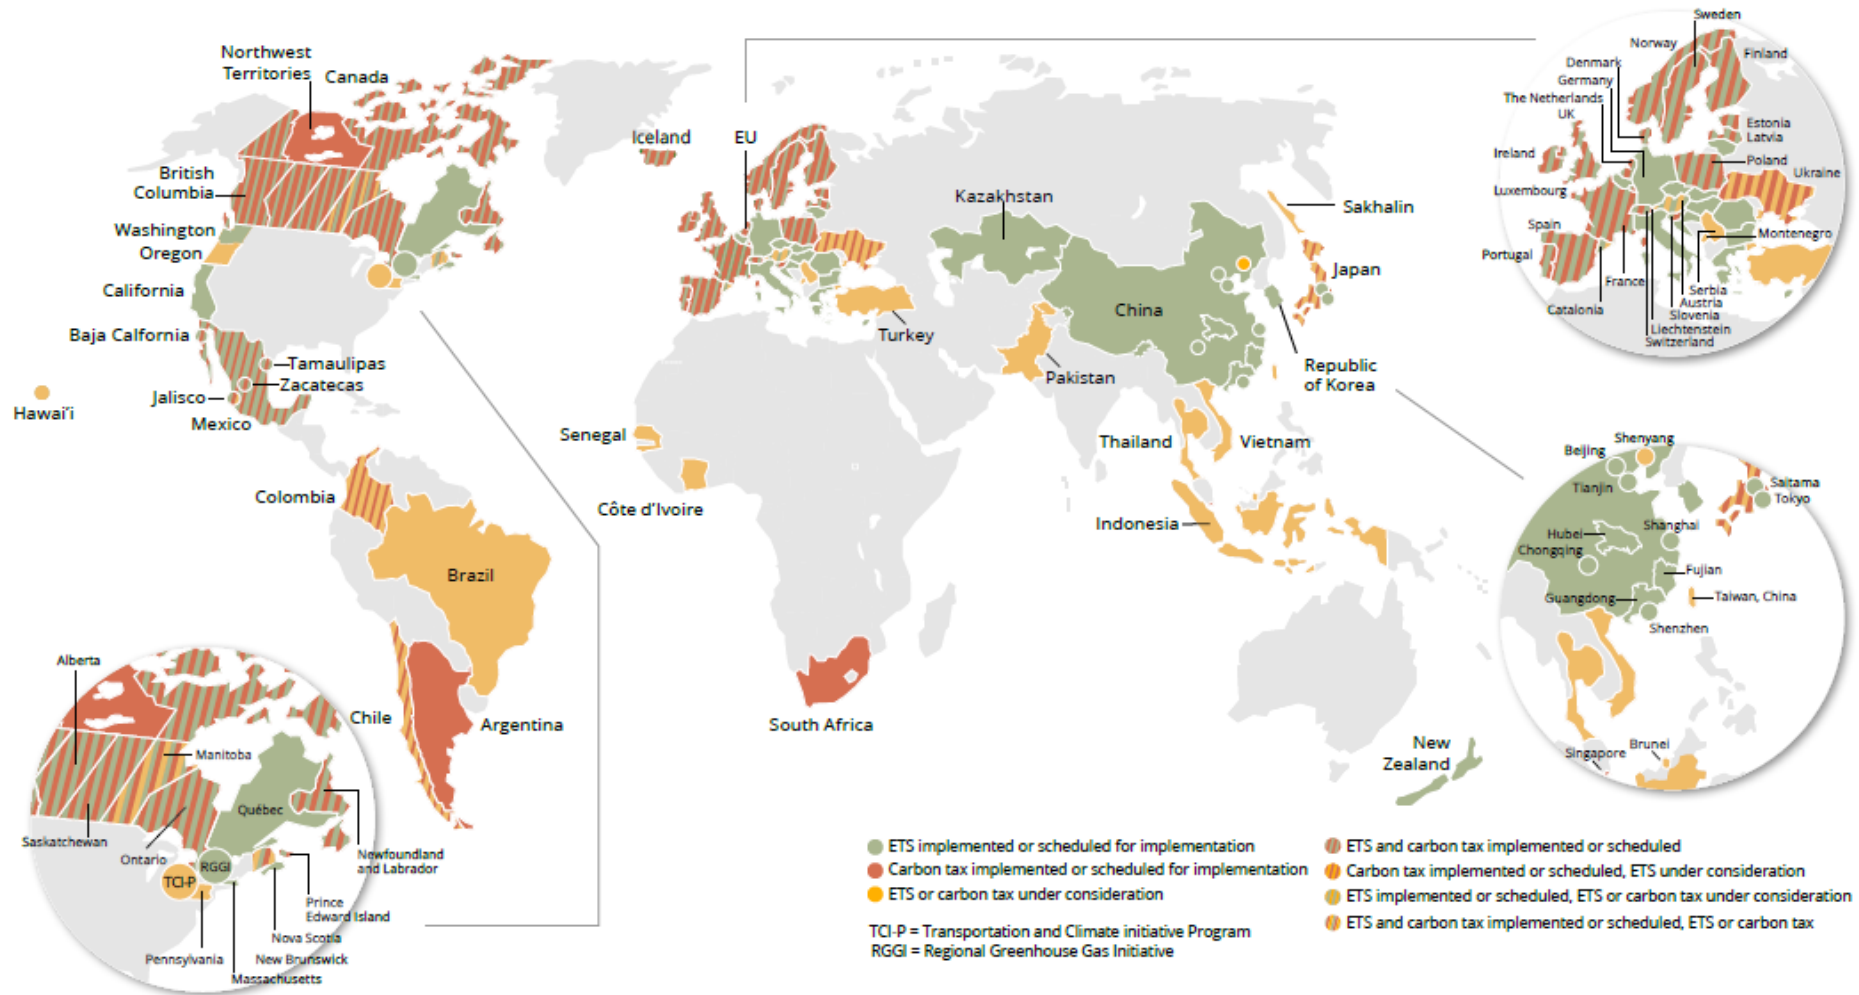 Northwest
Territories
Canada
British
Columbia
Washington
Oregon
California
Baja Calfornia
Tamaulipas
Zacatecas
Jalisco
Mexico
Hawai'i
Colombia
Brazil
Chile
Argentina
Iceland
EU
Kazakhstan
Sakhalin
Japan
China
Turkey
Pakistan
Republic
of Korea
Senegal
Côte d'Ivoire
Thailand
Vietnam
Indonesia
South Africa
New
Zealand
Sweden
Norway
Finland
Denmark
Germany
The Netherlands
UK
Estonia
Latvia
Ireland
Poland
Ukraine
Luxembourg
Spain
Montenegro
Portugal
France
Serbia
Catalonia
Austria
Slovenia
Liechtenstein
Switzerland
Shenyang
Beijing
Tianjin
Saitama
Tokyo
Shanghai
Hubei
Chongqing
Fujian
Guangdong
Taiwan, China
Shenzhen
Singapore
Brunei
Alberta
Manitoba
Québec
Saskatchewan
Ontario
RGGI
TCI-P
Newfoundland
and Labrador
Prince
Edward Island
Nova Scotia
Pennsylvania
New Brunswick
Massachusetts
ETS implemented or scheduled for implementation
Carbon tax implemented or scheduled for implementation
ETS or carbon tax under consideration
TCI-P = Transportation and Climate initiative Program
RGGI = Regional Greenhouse Gas Initiative
ETS and carbon tax implemented or scheduled
Carbon tax implemented or scheduled, ETS under consideration
ETS implemented or scheduled, ETS or carbon tax under consideration
ETS and carbon tax implemented or scheduled, ETS or carbon tax